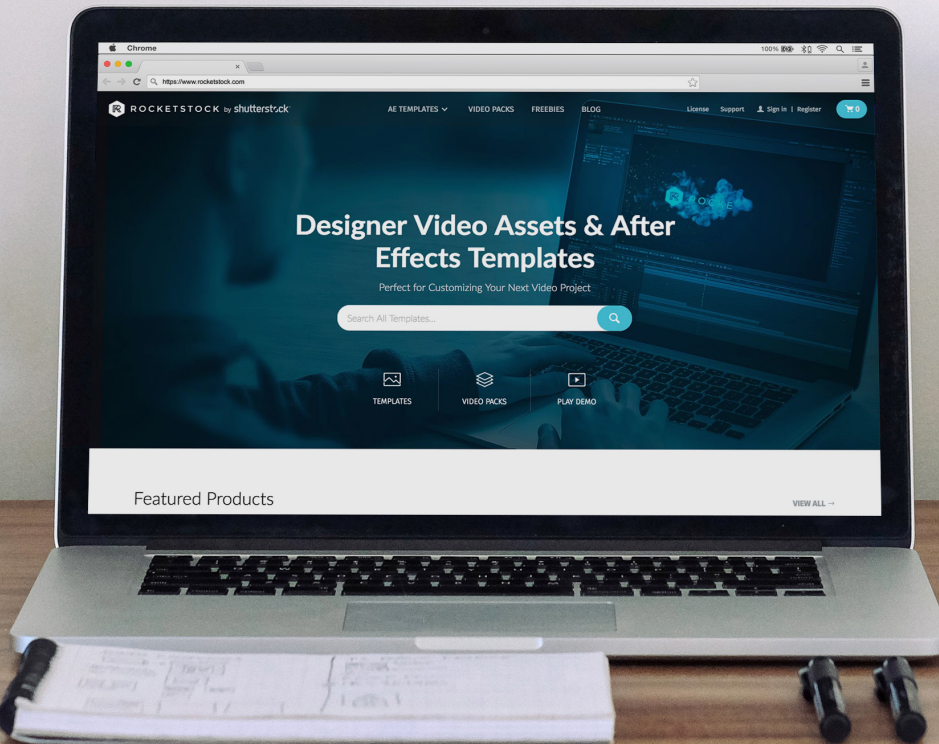 Chrome
100%
https://www.rocketstock.com
ROCKETSTOCK by shutterstock
AE TEMPLATES VIDEO PACKS FREEBIES BLOG
License Support Sign in | Register 0
ROCKE
Designer Video Assets & After
Effects Templates
Perfect for Customizing Your Next Video Project
Search All Templates...
TEMPLATES VIDEO PACKS PLAY DEMO
Featured Products
VIEW ALL →